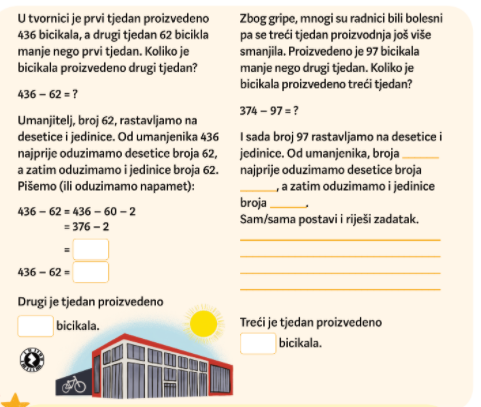 U tvornici je prvi tjedan proizvedeno
436 bicikala, a drugi tjedan 62 bicikla
manje nego prvi tjedan. Koliko je
bicikala proizvedeno drugi tjedan?
436 – 62 = ?
Umanjitelj, broj 62, rastavljamo na
desetice i jedinice. Od umanjenika 436
najprije oduzimamo desetice broja 62,
a zatim oduzimamo i jedinice broja 62.
Pišemo (ili oduzimamo napamet):
436 – 62 = 436 – 60 – 2
= 376 – 2
=
436 – 62 =
Drugi je tjedan proizvedeno
bicikala.
Zbog gripe, mnogi su radnici bili bolesni
pa se treći tjedan proizvodnja još više
smanjila. Proizvedeno je 97 bicikala
manje nego drugi tjedan. Koliko je
bicikala proizvedeno treći tjedan?
374 – 97 = ?
I sada broj 97 rastavljamo na desetice i
jedinice. Od umanjenika, broja ______
najprije oduzimamo desetice broja
______, a zatim oduzimamo i jedinice
broja ______.
Sam/sama postavi i riješi zadatak.
Treći je tjedan proizvedeno
bicikala.